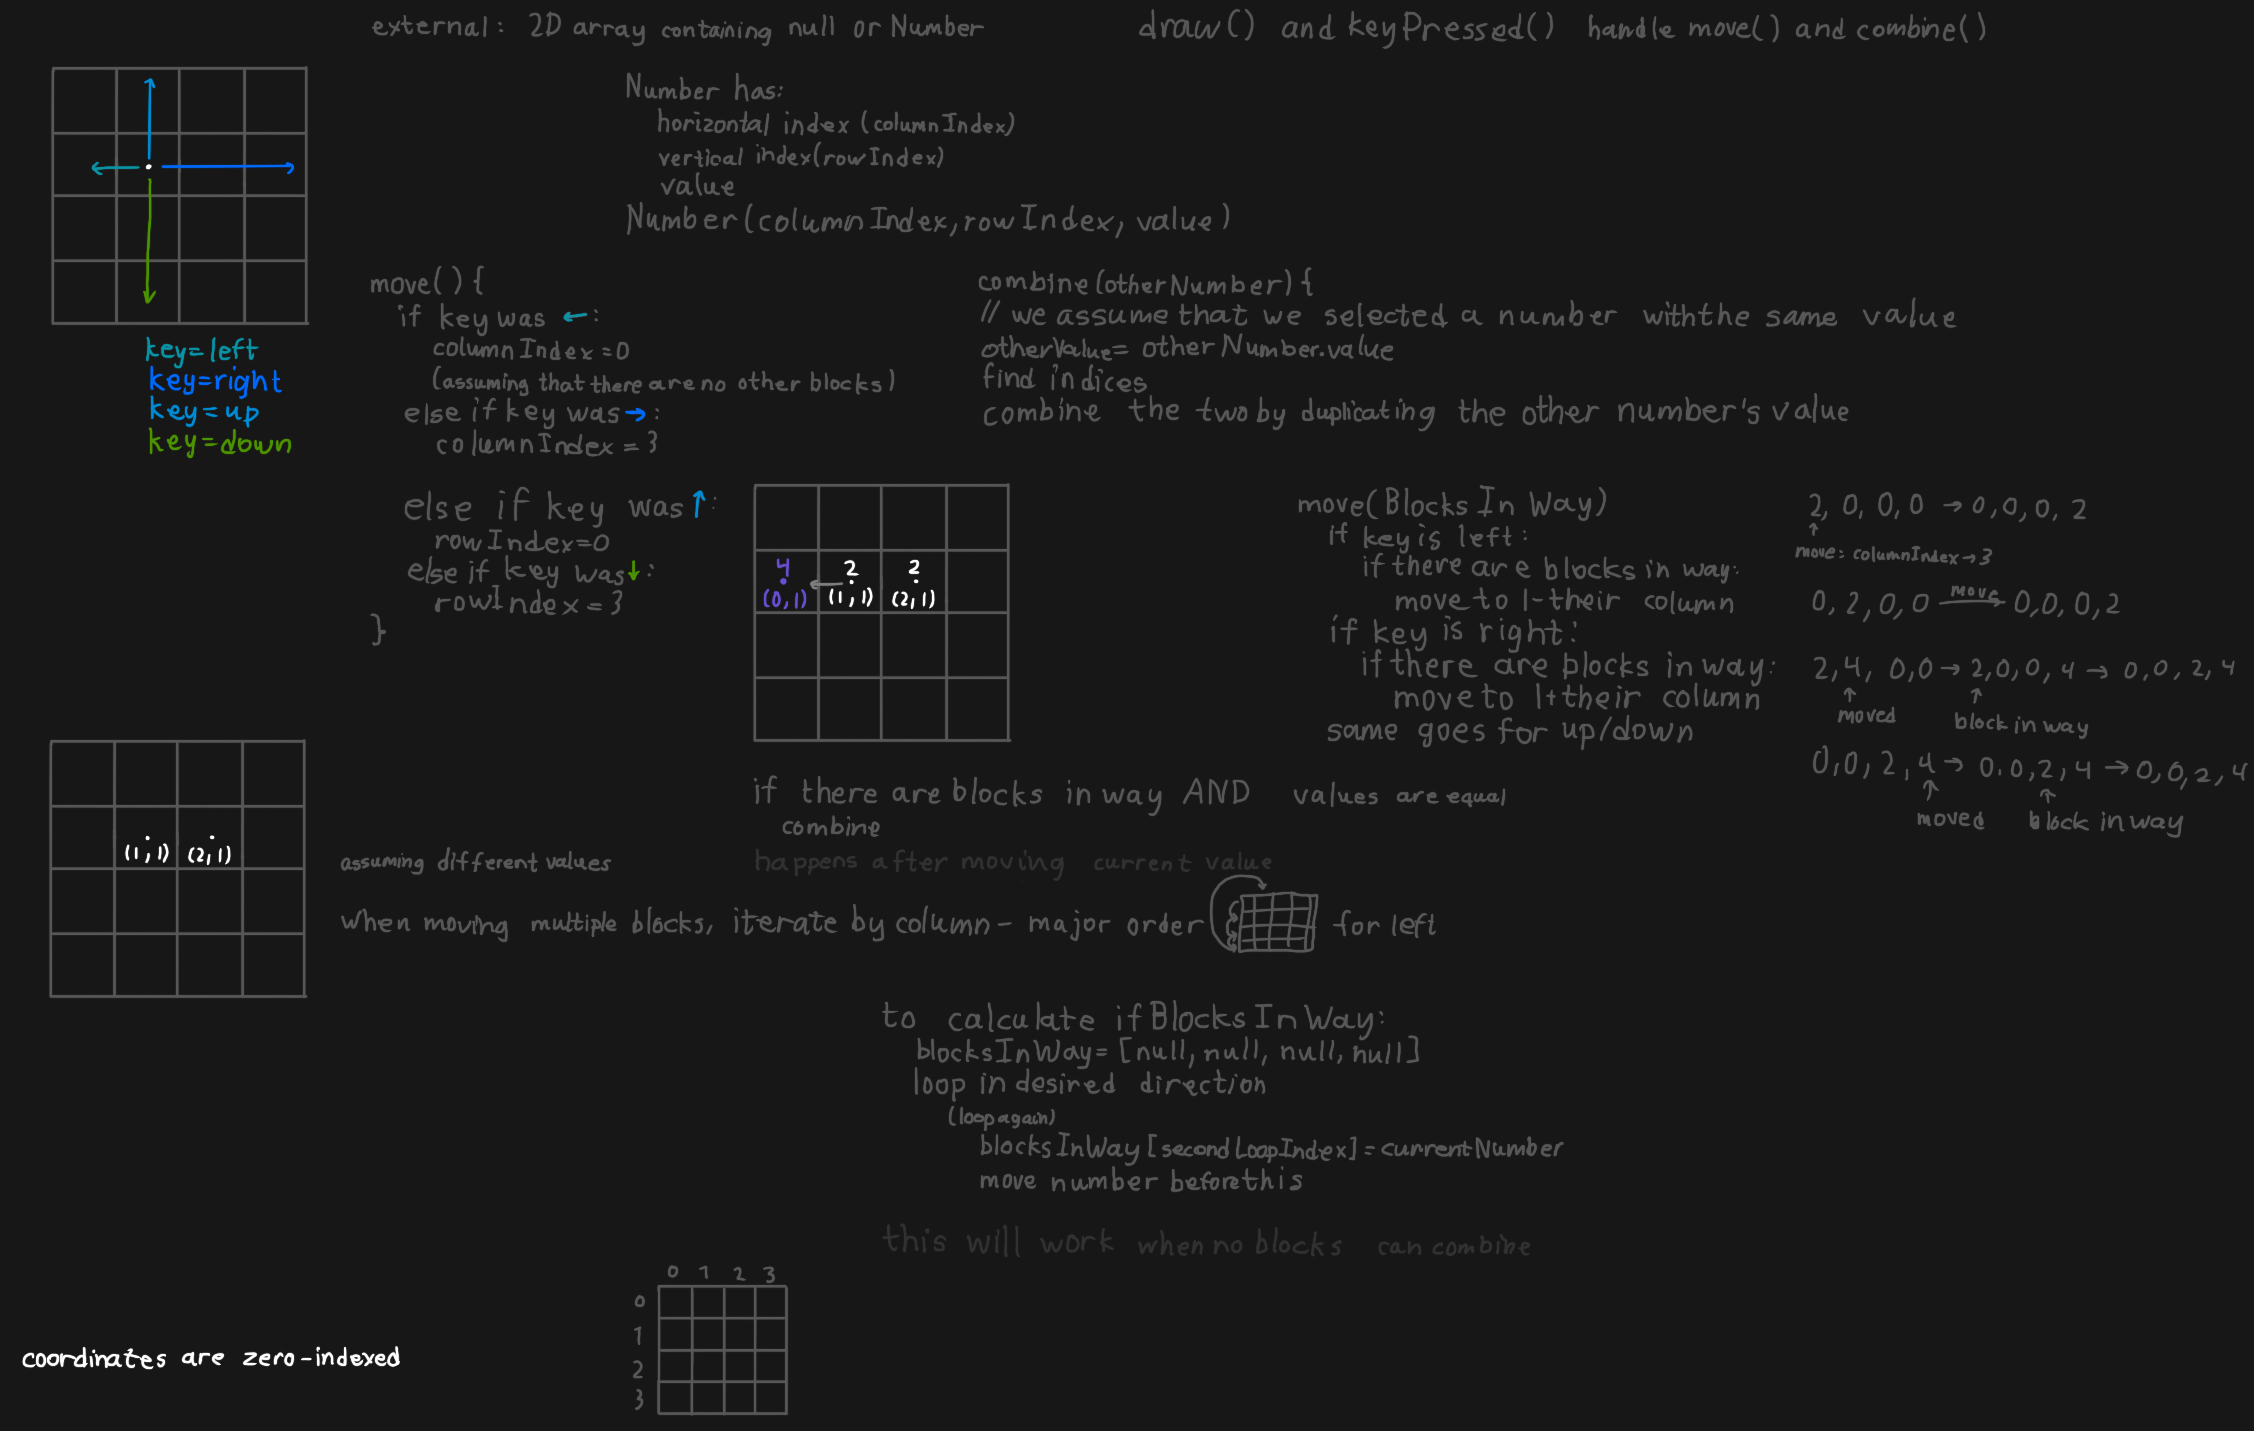 external: 2D array containing null or Number
draw() and keyPressed() handle move() and combine()
Number has:
horizontal index (columnIndex)
vertical index(rowIndex)
value
Number(columnIndex, rowIndex, value)
key=left
key=right
key=up
key=down
move() {
if key was ←:
columnIndex=0
(assuming that there are no other blocks)
else if key was →:
columnIndex=3
else if key was ↑:
rowIndex=0
else if key was ↓:
rowIndex=3
}
combine(otherNumber) {
// we assume that we selected a number with the same value
otherValue= otherNumber.value
find indices
combine the two by duplicating the other number's value
4 2 2
(0,1) (1,1) (2,1)
move(BlocksInWay)
if key is left:
if there are blocks in way:
move to 1-their column
if key is right:
if there are blocks in way:
move to 1+their column
same goes for up/down
2, 0, 0, 0 → 0, 0, 0, 2
↑
move: columnIndex→3
0, 2, 0, 0 move→ 0, 0, 0, 2
2, 4, 0, 0 → 2, 0, 0, 4 → 0, 0, 2, 4
↑ ↑
moved block in way
0, 0, 2, 4 → 0, 0, 2, 4 → 0, 0, 2, 4
↑ ↑
moved block in way
if there are blocks in way AND values are equal
combine
happens after moving current value
(1,1) (2,1)
assuming different values
when moving multiple blocks, iterate by column-major order for left
to calculate if BlocksInWay:
blocksInWay=[null, null, null, null]
loop in desired direction
(loop again)
blocksInWay[secondLoopIndex]=currentNumber
move number before this
this will work when no blocks can combine
0 1 2 3
0
1
2
3
coordinates are zero-indexed